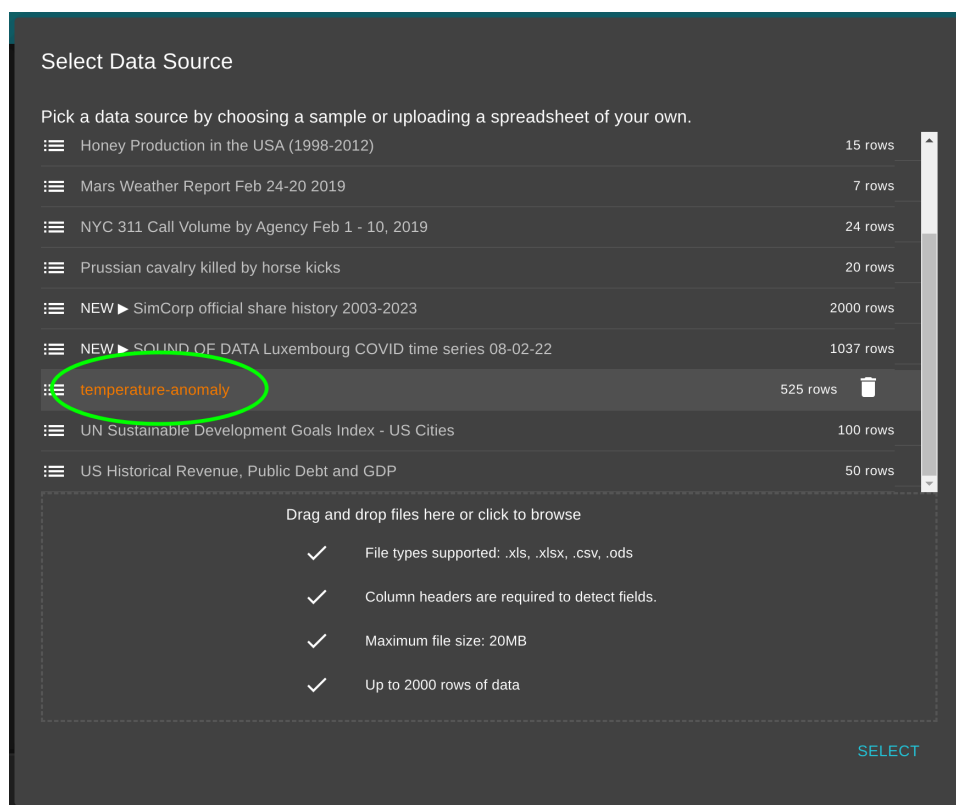 Select Data Source
Pick a data source by choosing a sample or uploading a spreadsheet of your own.
Honey Production in the USA (1998-2012) 15 rows
Mars Weather Report Feb 24-20 2019 7 rows
NYC 311 Call Volume by Agency Feb 1 - 10, 2019 24 rows
Prussian cavalry killed by horse kicks 20 rows
NEW ▶ SimCorp official share history 2003-2023 2000 rows
NEW ▶ SOUND OF DATA Luxembourg COVID time series 08-02-22 1037 rows
temperature-anomaly 525 rows
UN Sustainable Development Goals Index - US Cities 100 rows
US Historical Revenue, Public Debt and GDP 50 rows
Drag and drop files here or click to browse
File types supported: .xls, .xlsx, .csv, .ods
Column headers are required to detect fields.
Maximum file size: 20MB
Up to 2000 rows of data
SELECT